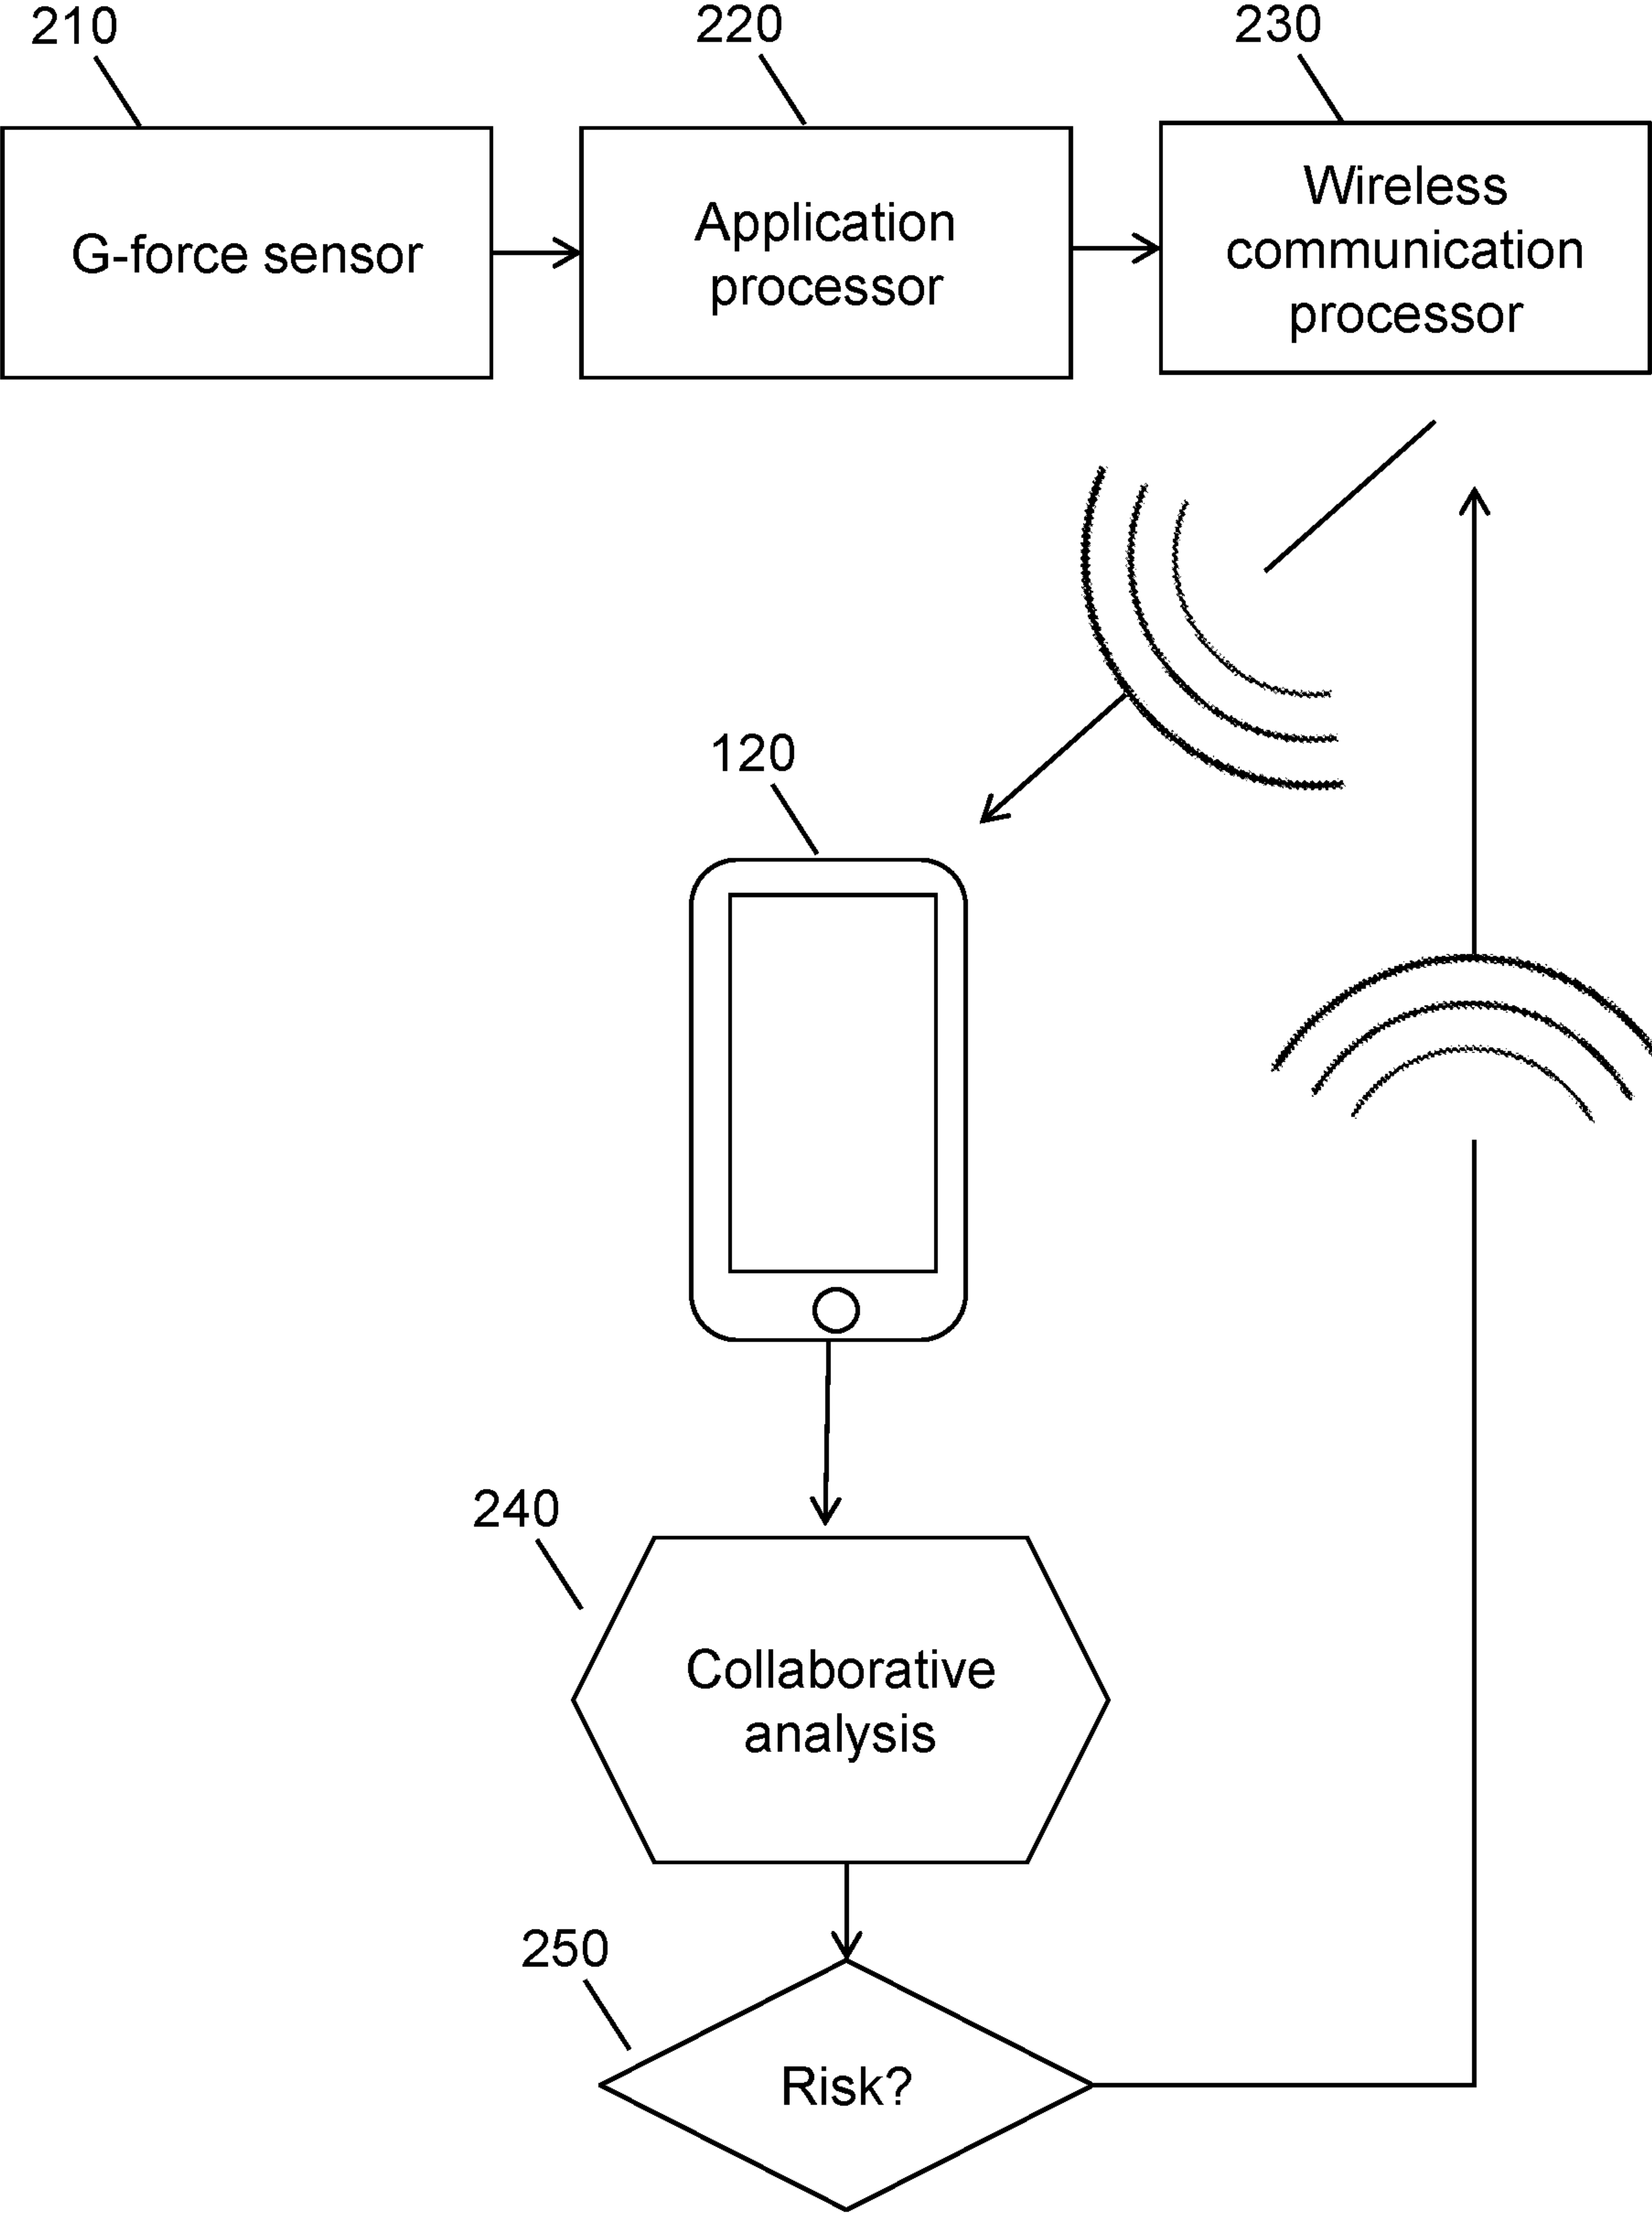 210
220
230
G-force sensor
Application
processor
Wireless
communication
processor
120
240
Collaborative
analysis
250
Risk?